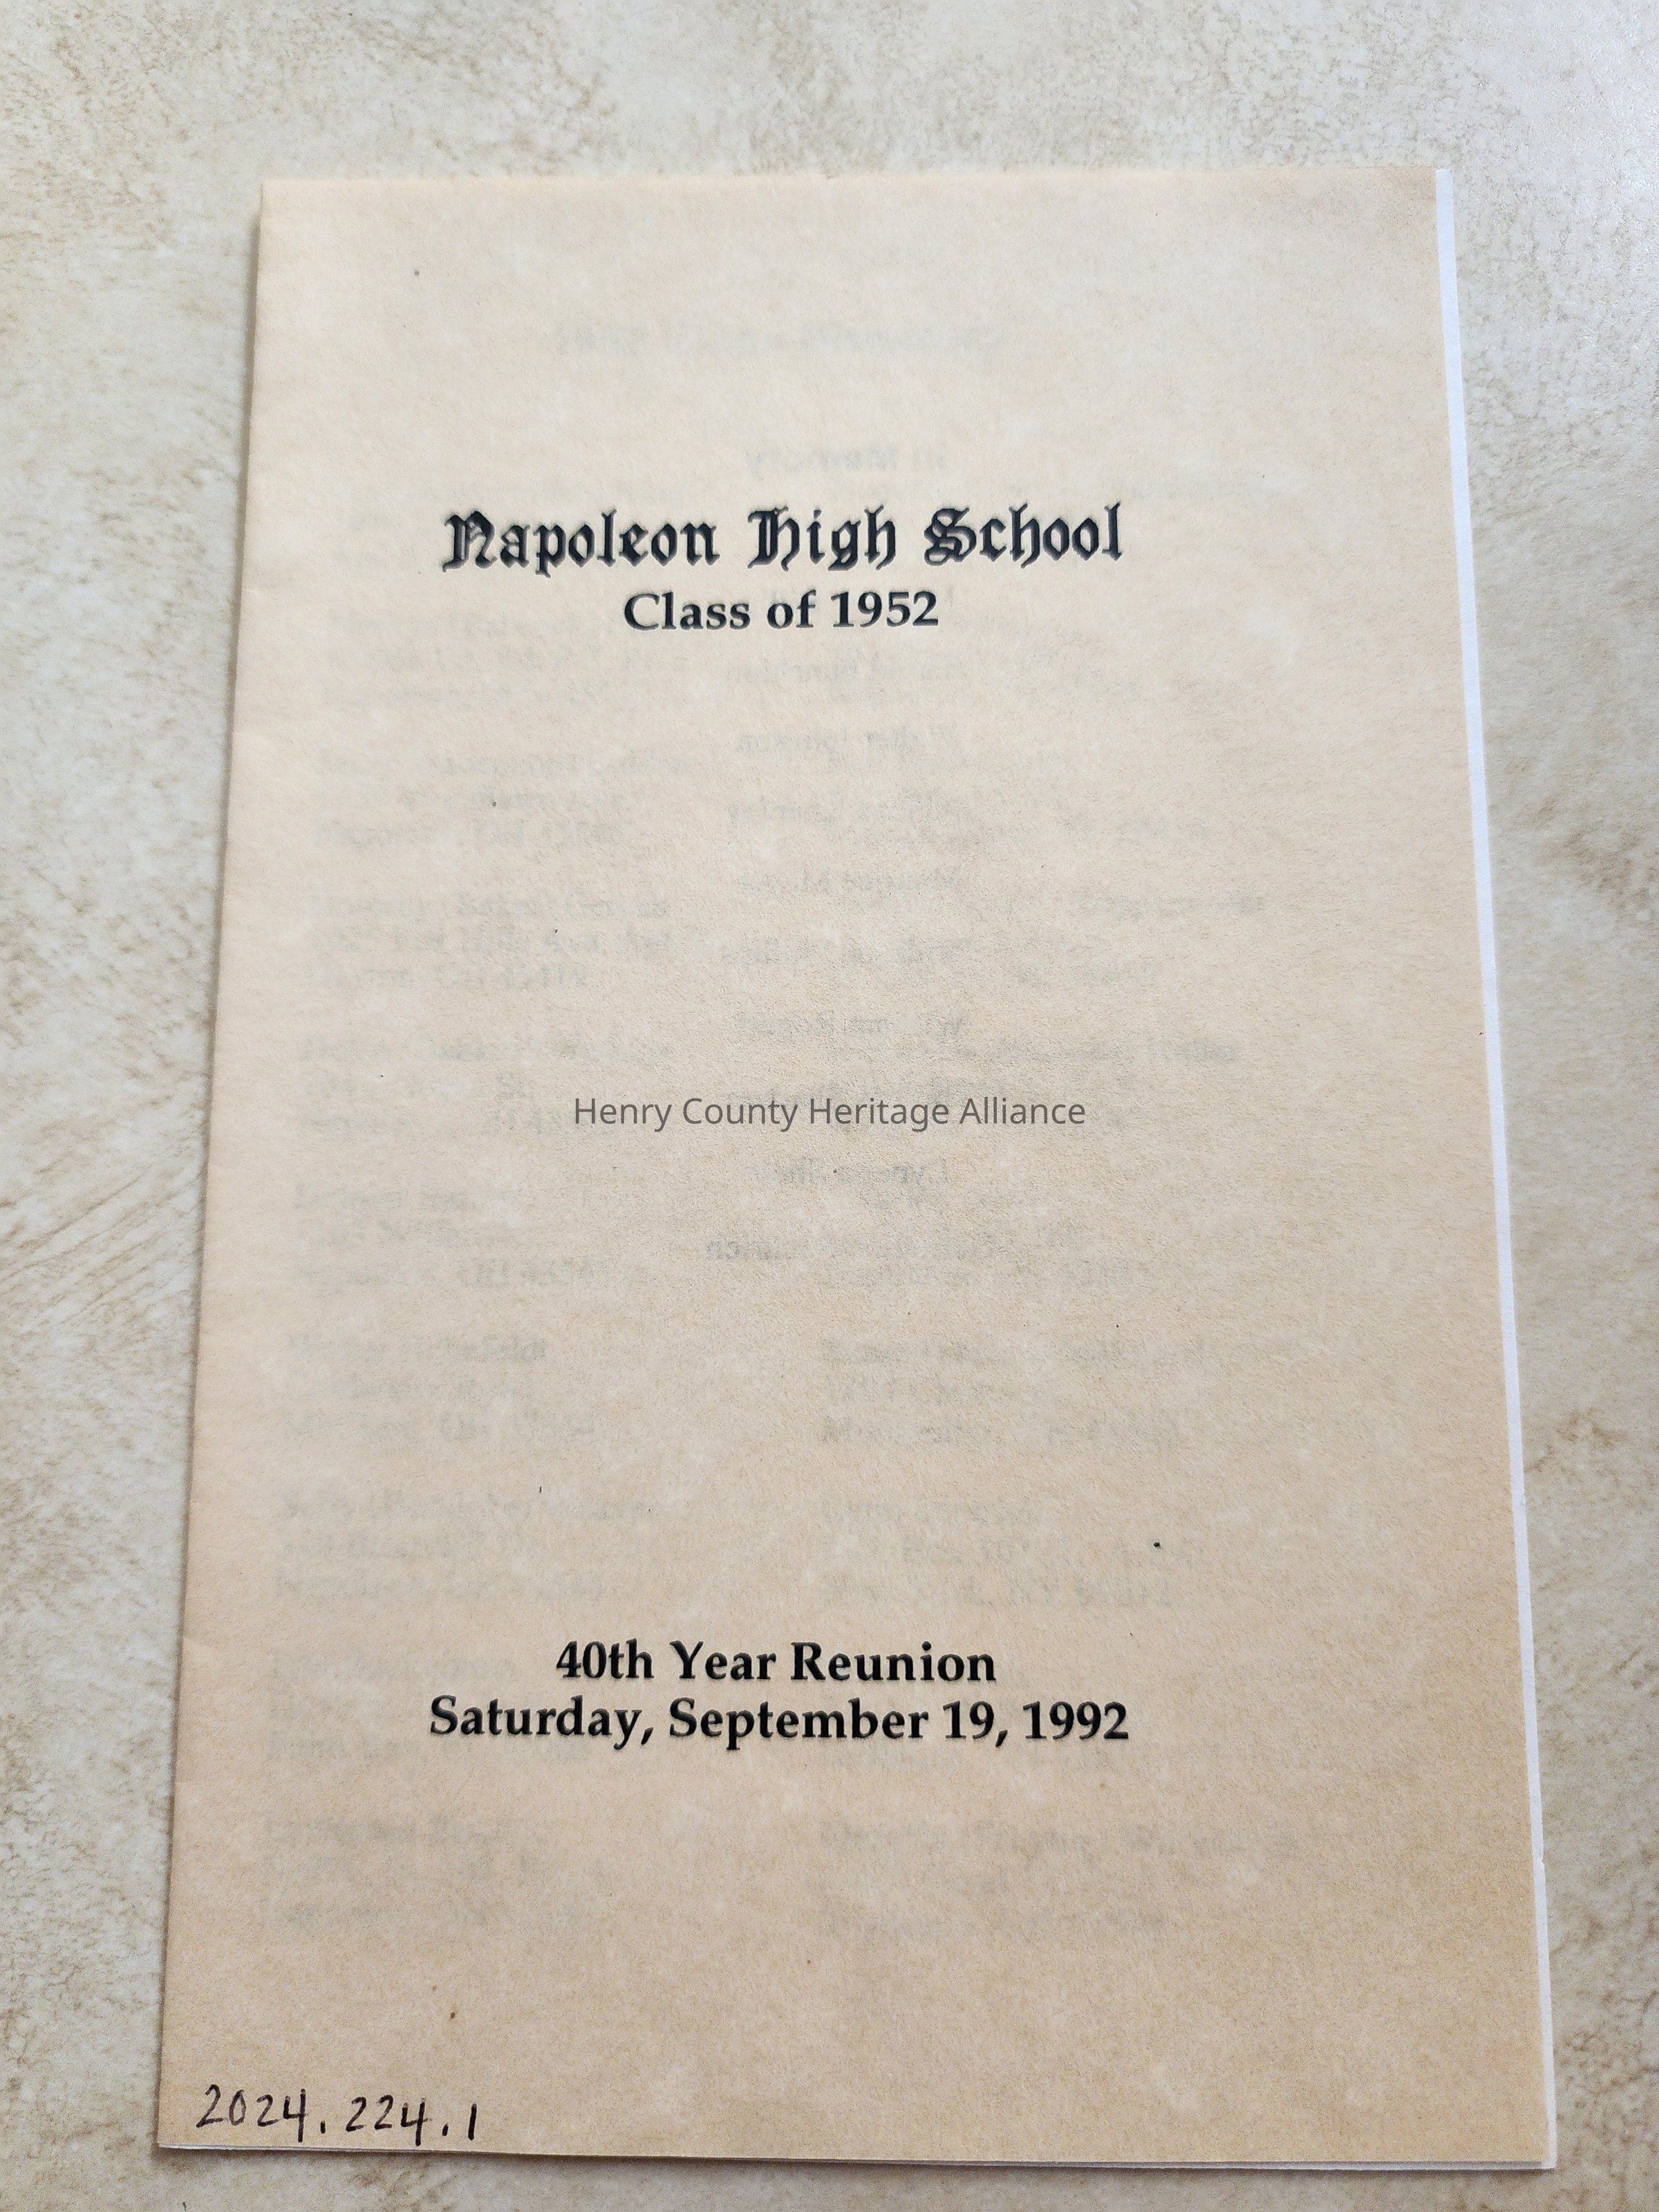 Napoleon High School
Class of 1952
Henry County Heritage Alliance
40th Year Reunion
Saturday, September 19, 1992
2024.224.1